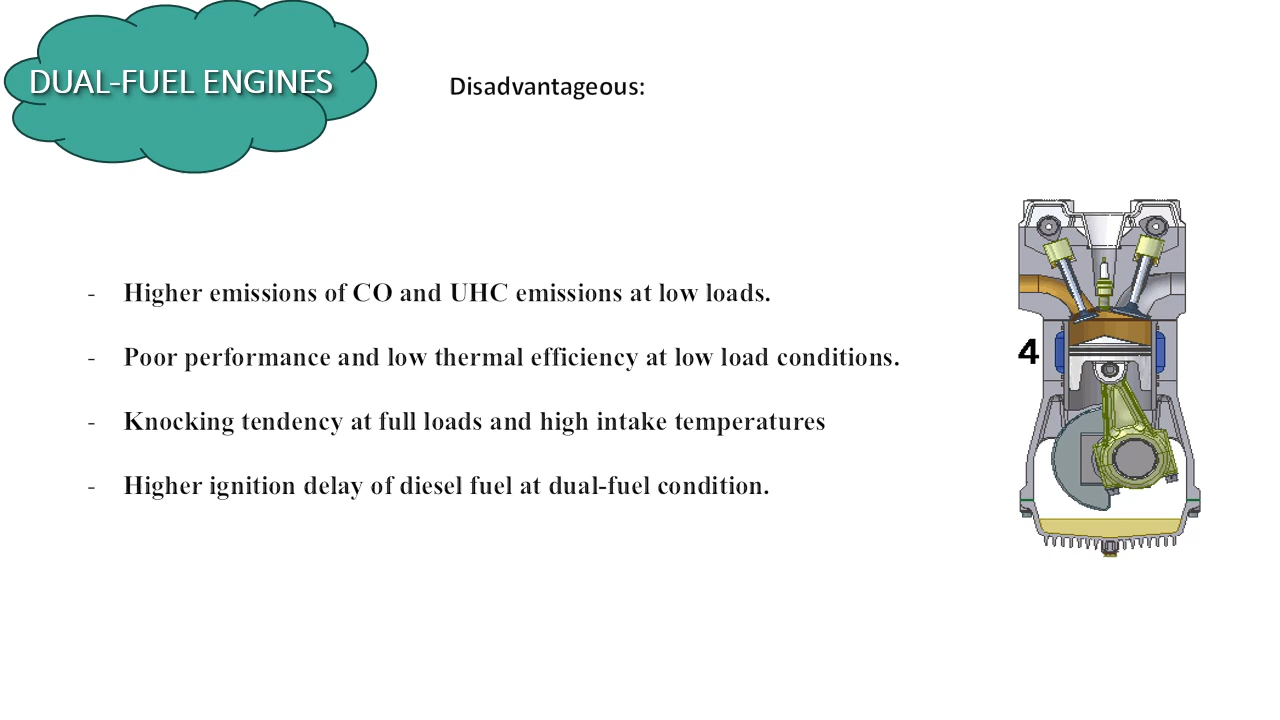 DUAL-FUEL ENGINES
Disadvantageous:
- Higher emissions of CO and UHC emissions at low loads.
- Poor performance and low thermal efficiency at low load conditions.
- Knocking tendency at full loads and high intake temperatures
- Higher ignition delay of diesel fuel at dual-fuel condition.
4